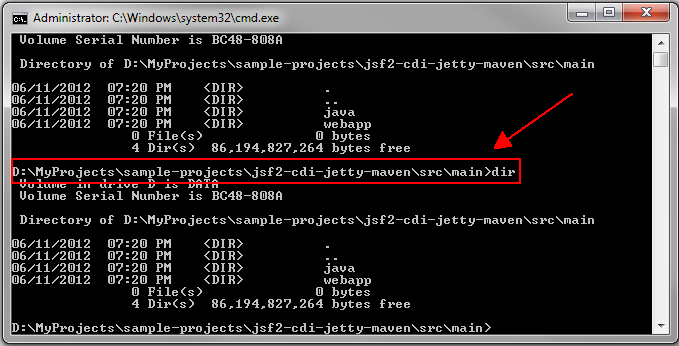 Administrator: C:\Windows\system32\cmd.exe
Volume Serial Number is BC48-808A
Directory of D:\MyProjects\sample-projects\jsf2-cdi-jetty-maven\src\main
06/11/2012  07:20 PM    <DIR>          .
06/11/2012  07:20 PM    <DIR>          ..
06/11/2012  07:20 PM    <DIR>          java
06/11/2012  07:20 PM    <DIR>          webapp
0 File(s)              0 bytes
4 Dir(s)  86,194,827,264 bytes free
D:\MyProjects\sample-projects\jsf2-cdi-jetty-maven\src\main>dir
Volume in drive D is DATA
Volume Serial Number is BC48-808A
Directory of D:\MyProjects\sample-projects\jsf2-cdi-jetty-maven\src\main
06/11/2012  07:20 PM    <DIR>          .
06/11/2012  07:20 PM    <DIR>          ..
06/11/2012  07:20 PM    <DIR>          java
06/11/2012  07:20 PM    <DIR>          webapp
0 File(s)              0 bytes
4 Dir(s)  86,194,827,264 bytes free
D:\MyProjects\sample-projects\jsf2-cdi-jetty-maven\src\main>